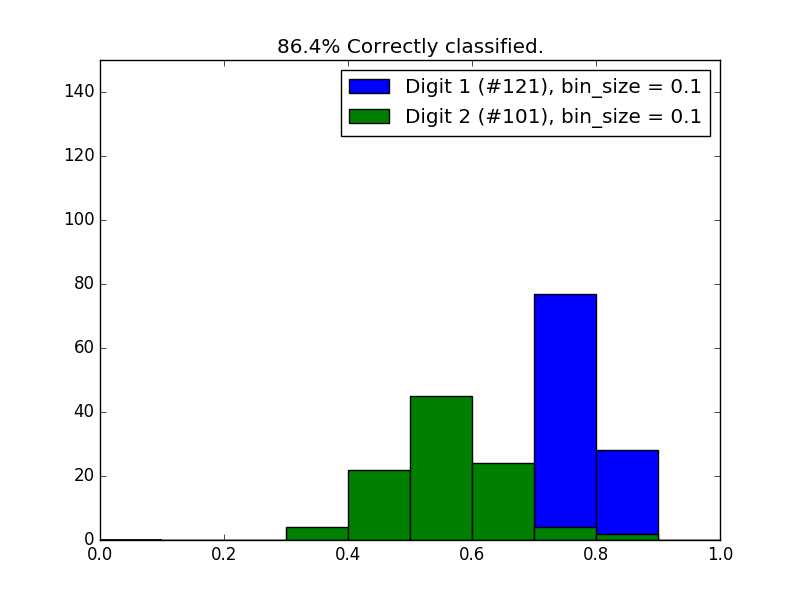 86.4% Correctly classified.
Digit 1 (#121), bin_size = 0.1
Digit 2 (#101), bin_size = 0.1
140
120
100
80
60
40
20
0
0.0 0.2 0.4 0.6 0.8 1.0